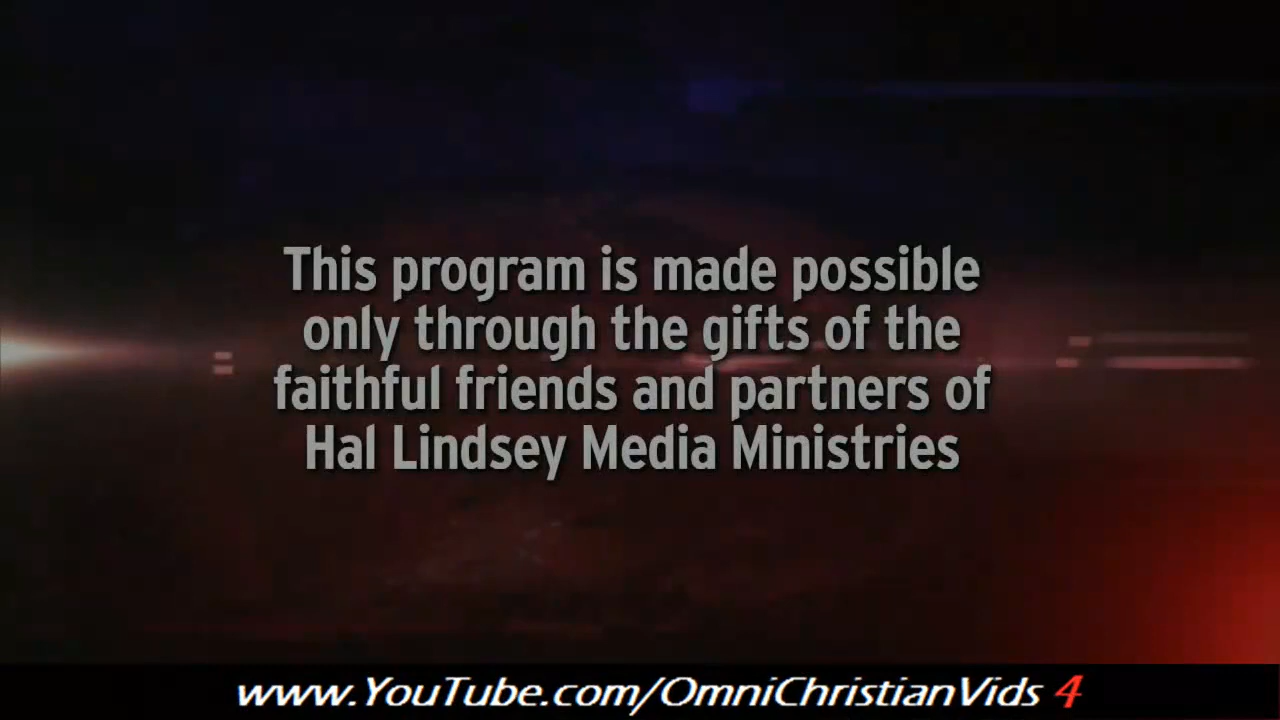 This program is made possible
only through the gifts of the
faithful friends and partners of
Hal Lindsey Media Ministries
www.YouTube.com/OmniChristianVids 4